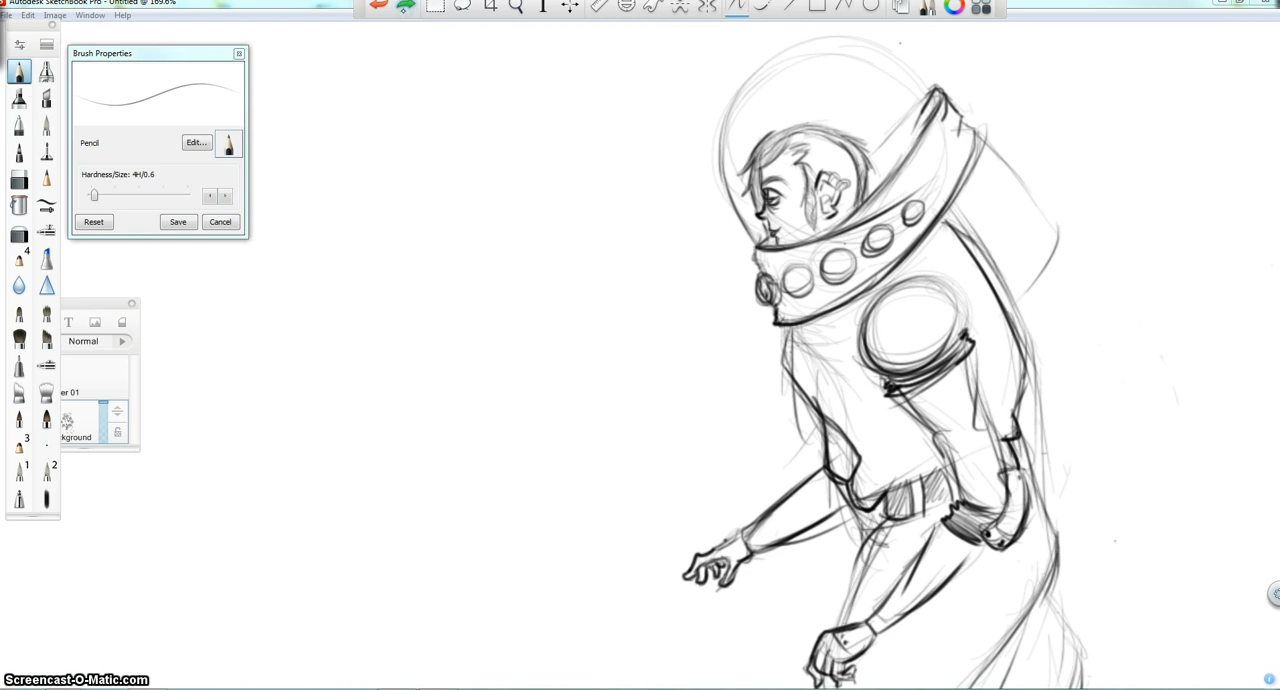 Autodesk SketchBook Pro - Untitled @ 169.6%
File Edit Image Window Help
Brush Properties
Pencil
Edit...
Hardness/Size: 4H/0.6
Reset Save Cancel
4
T
Normal
er 01
kground
3
1 2
Screencast-O-Matic.com